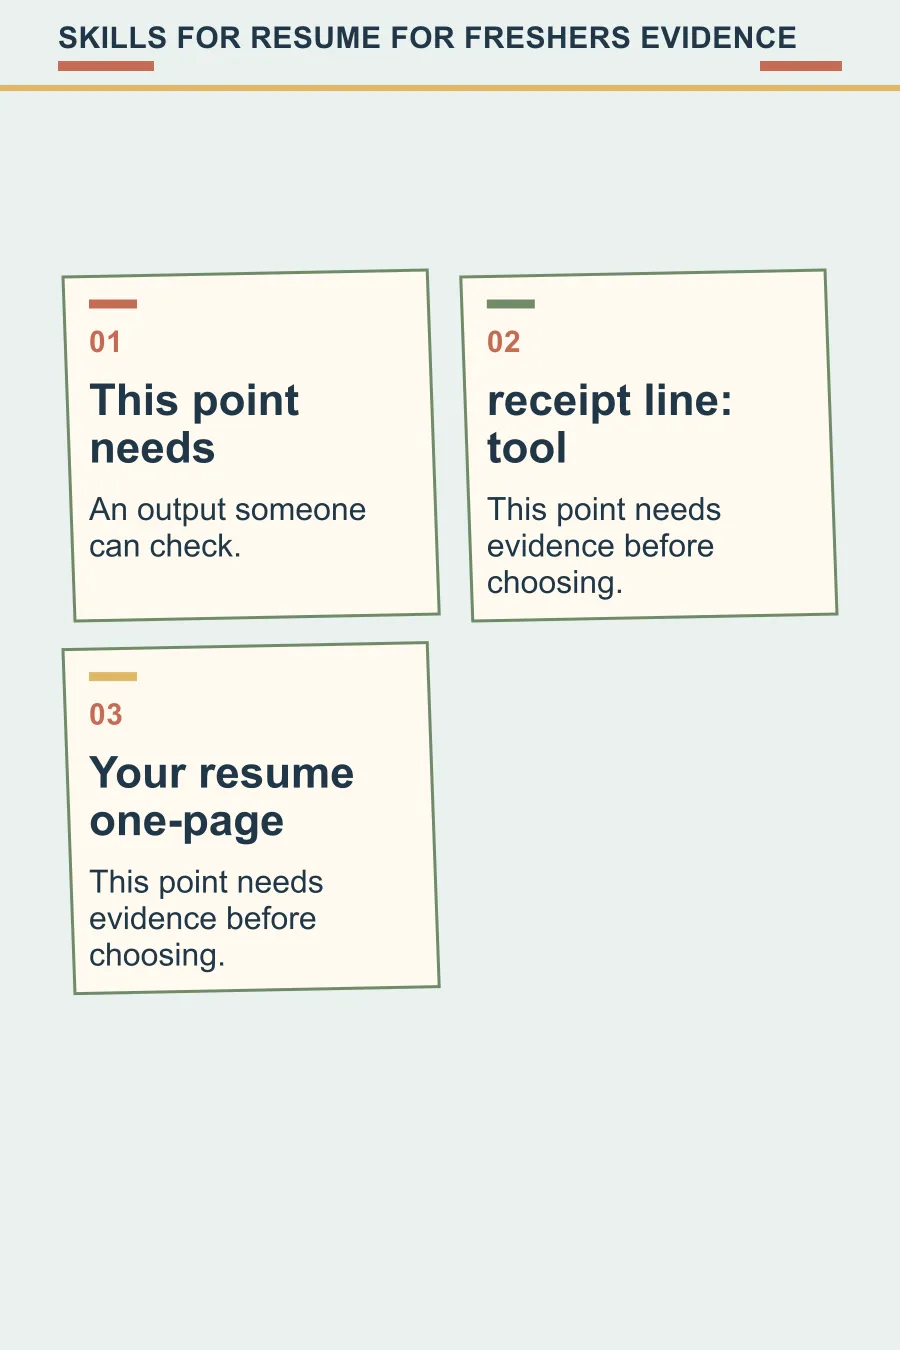 SKILLS FOR RESUME FOR FRESHERS EVIDENCE
01
This point
needs
An output someone
can check.
02
receipt line:
tool
This point needs
evidence before
choosing.
03
Your resume
one-page
This point needs
evidence before
choosing.